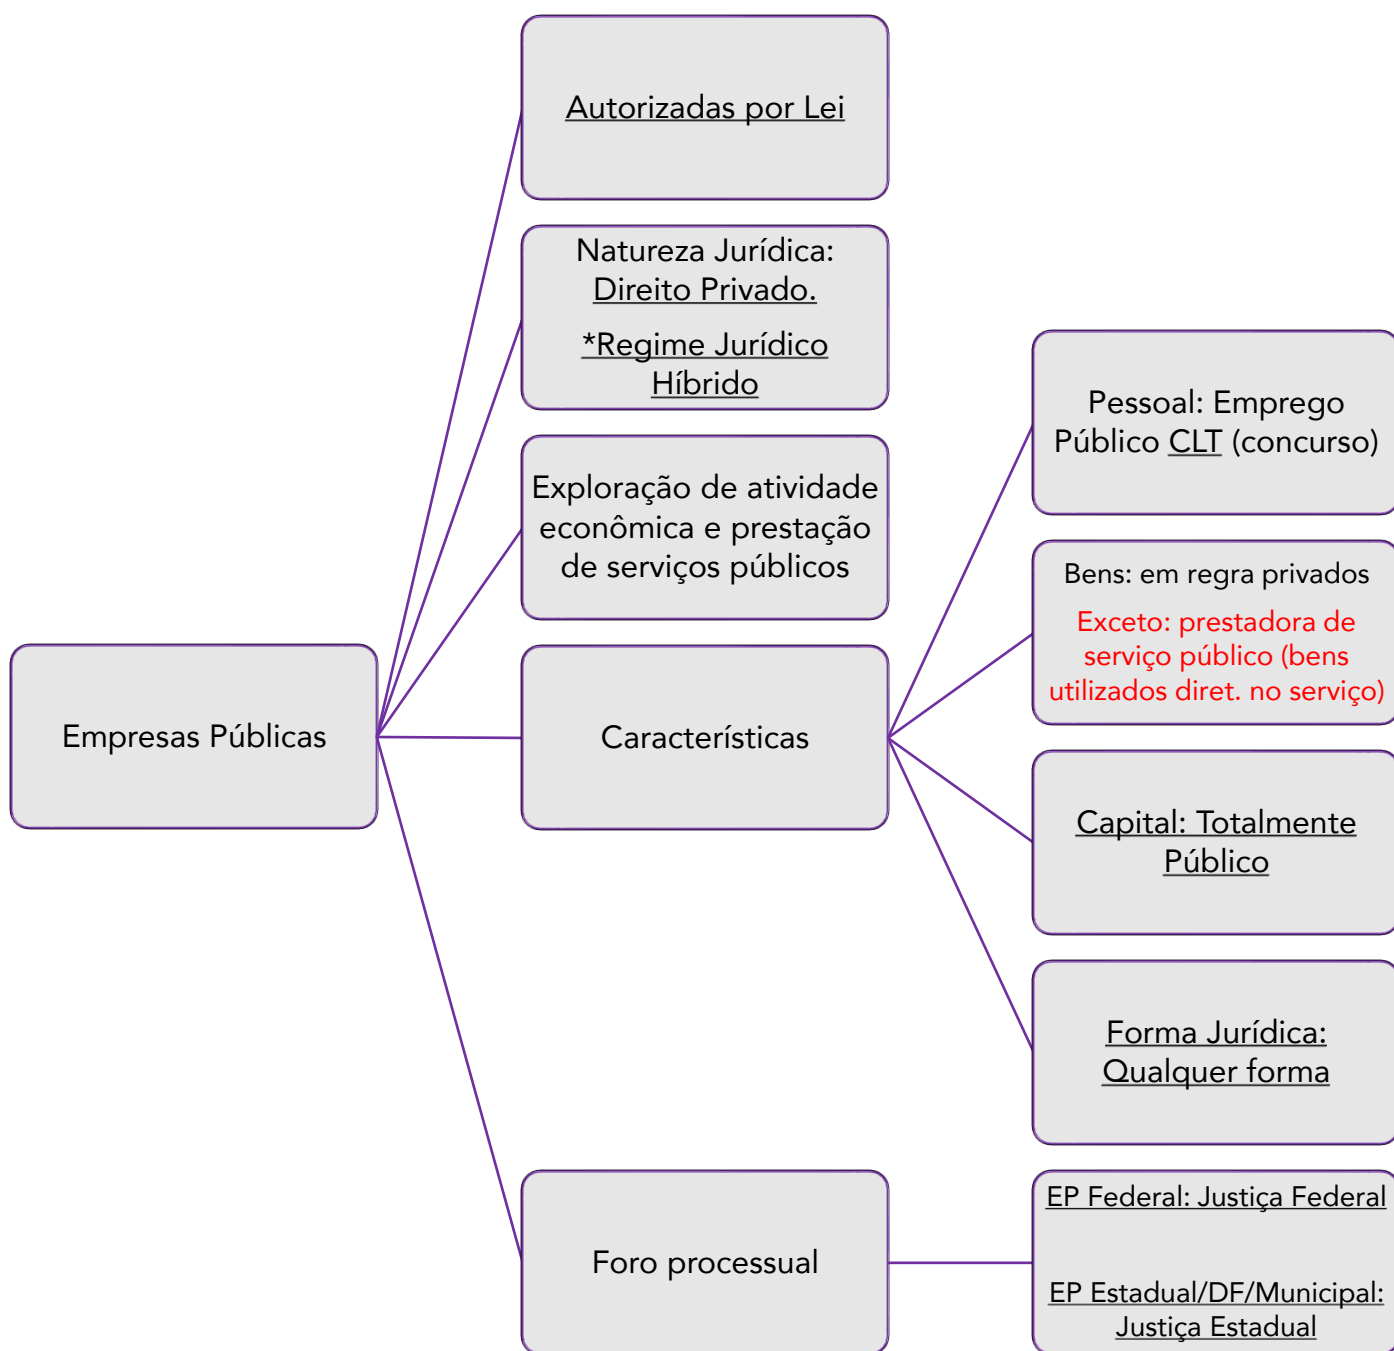 Empresas Públicas
Autorizadas por Lei
Natureza Jurídica:
Direito Privado.
*Regime Jurídico
Híbrido
Exploração de atividade
econômica e prestação
de serviços públicos
Características
Pessoal: Emprego
Público CLT (concurso)
Bens: em regra privados
Exceto: prestadora de
serviço público (bens
utilizados diret. no serviço)
Capital: Totalmente
Público
Forma Jurídica:
Qualquer forma
Foro processual
EP Federal: Justiça Federal
EP Estadual/DF/Municipal:
Justiça Estadual